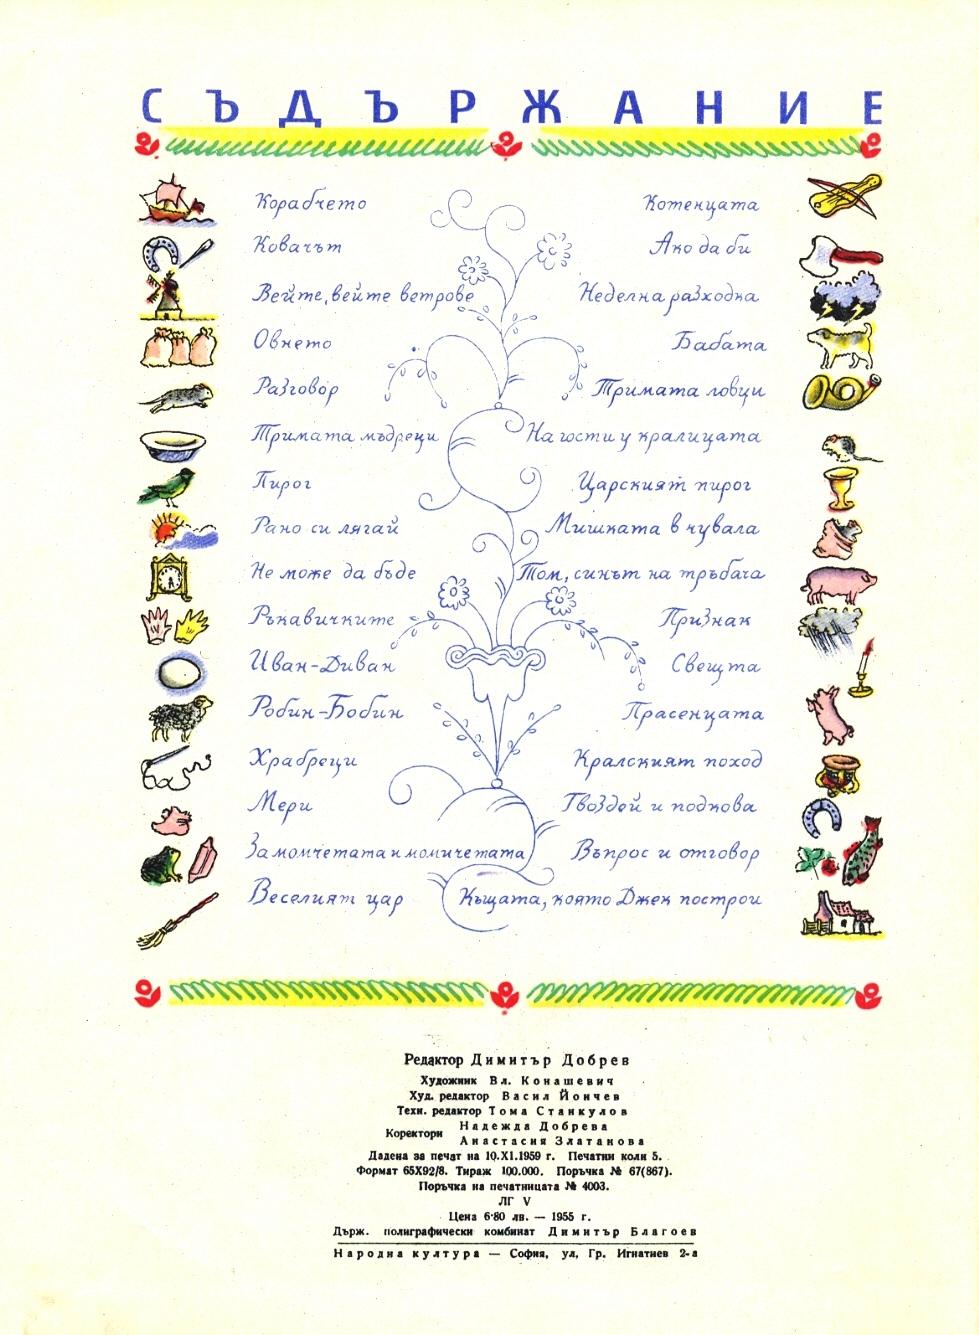 СЪДЪРЖАНИЕ
Корабчето
Ковачът
Вейте, вейте ветрове
Овнето
Разговор
Тримата мъдреци
Пирог
Рано си лягай
Не може да бъде
Ръкавичките
Иван-Диван
Робин-Бобин
Храбреци
Мери
За момчетата и момичетата
Веселият цар
Котенцата
Ако да би
Неделна разходка
Бабата
Тримата ловци
На гости у кралицата
Царският пирог
Мишката в чувала
Том, синът на тръбача
Признак
Свещта
Прасенцата
Кралският поход
Гвоздей и подкова
Въпрос и отговор
Къщата, която Джек построи
Редактор Димитър Добрев
Художник Вл. Конашевич
Худ. редактор Васил Йончев
Техн. редактор Тома Станкулов
Коректори Надежда Добрева
Анастасия Златанова
Дадена за печат на 10.XI.1959 г. Печатни коли 5.
Формат 65X92/8. Тираж 100.000. Поръчка № 67(867).
Поръчка на печатницата № 4003.
ЛГ V
Цена 6·80 лв. — 1955 г.
Държ. полиграфически комбинат Димитър Благоев
Народна култура — София, ул, Гр. Игнатиев 2-а